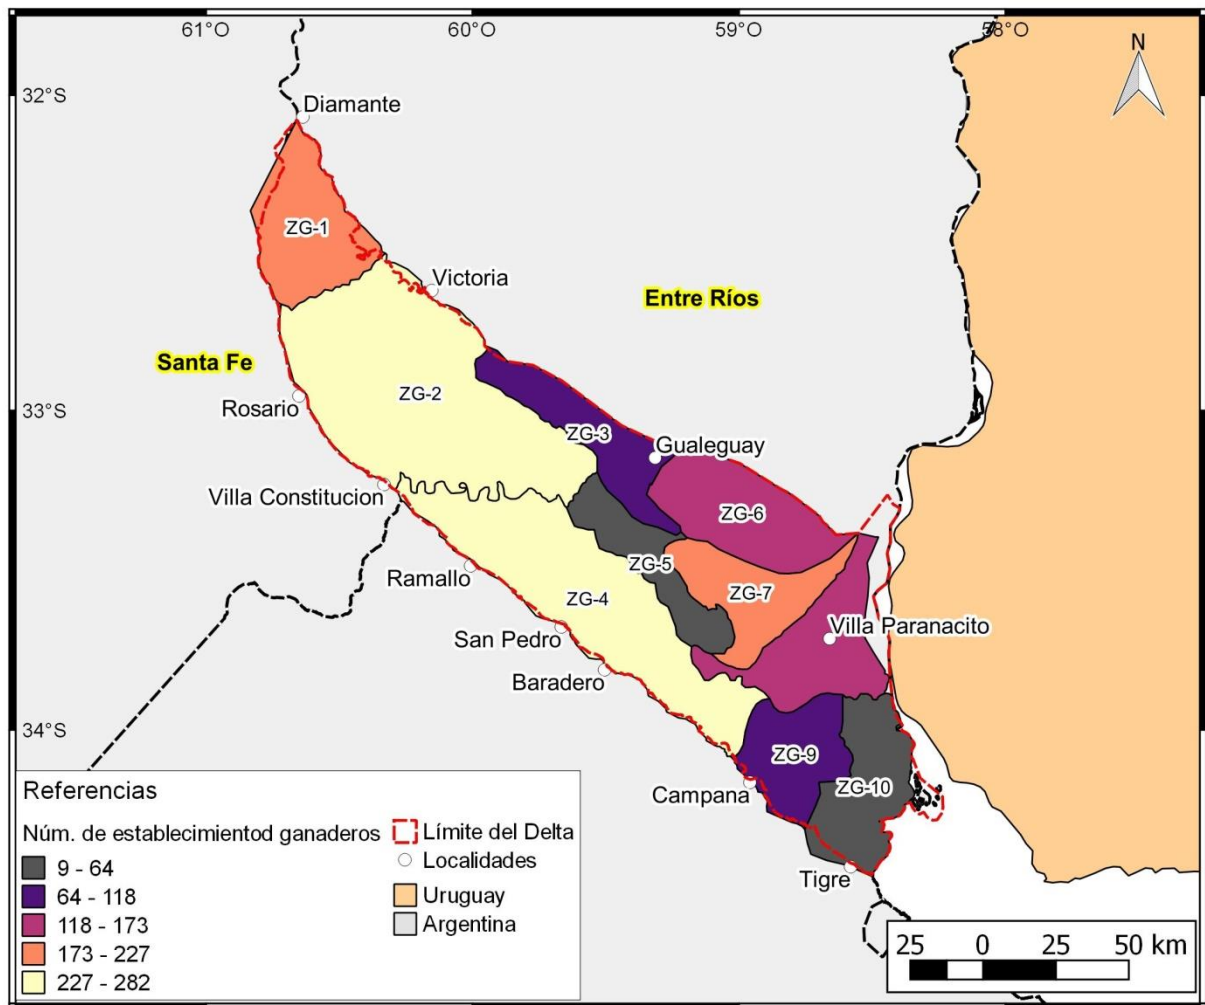 61°O
60°O
59°O
58°O
32°S
33°S
34°S
N
Diamante
ZG-1
Victoria
Entre Ríos
Santa Fe
ZG-2
Rosario
ZG-3
Gualeguay
Villa Constitucion
ZG-6
Ramallo
ZG-5
ZG-7
ZG-4
San Pedro
Villa Paranacito
Baradero
ZG-9
Campana
ZG-10
Tigre
Referencias
Núm. de establecimientod ganaderos
9 - 64
64 - 118
118 - 173
173 - 227
227 - 282
Límite del Delta
Localidades
Uruguay
Argentina
25 0 25 50 km